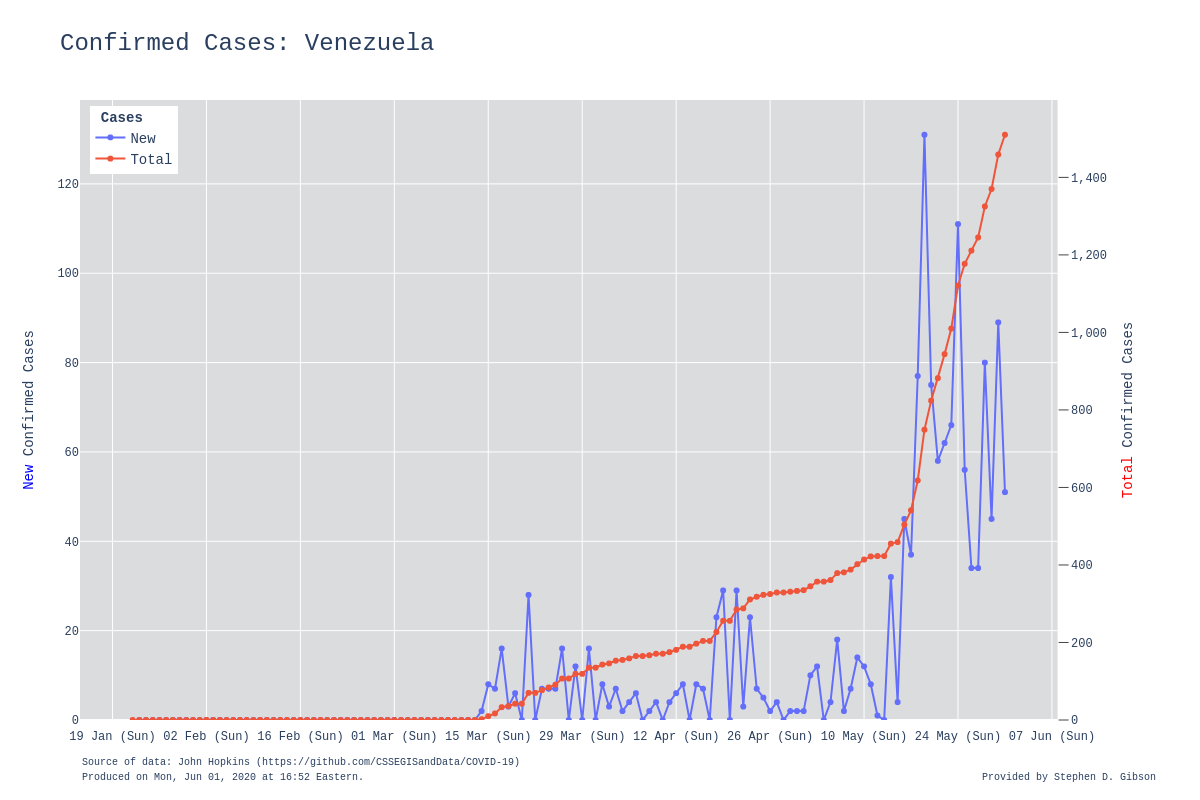 Confirmed Cases: Venezuela
Cases
New
Total
120
100
80
60
40
20
0
1,400
1,200
1,000
800
600
400
200
0
New Confirmed Cases
Total Confirmed Cases
19 Jan (Sun) 02 Feb (Sun) 16 Feb (Sun) 01 Mar (Sun) 15 Mar (Sun) 29 Mar (Sun) 12 Apr (Sun) 26 Apr (Sun) 10 May (Sun) 24 May (Sun) 07 Jun (Sun)
Source of data: John Hopkins (https://github.com/CSSEGISandData/COVID-19)
Produced on Mon, Jun 01, 2020 at 16:52 Eastern.
Provided by Stephen D. Gibson